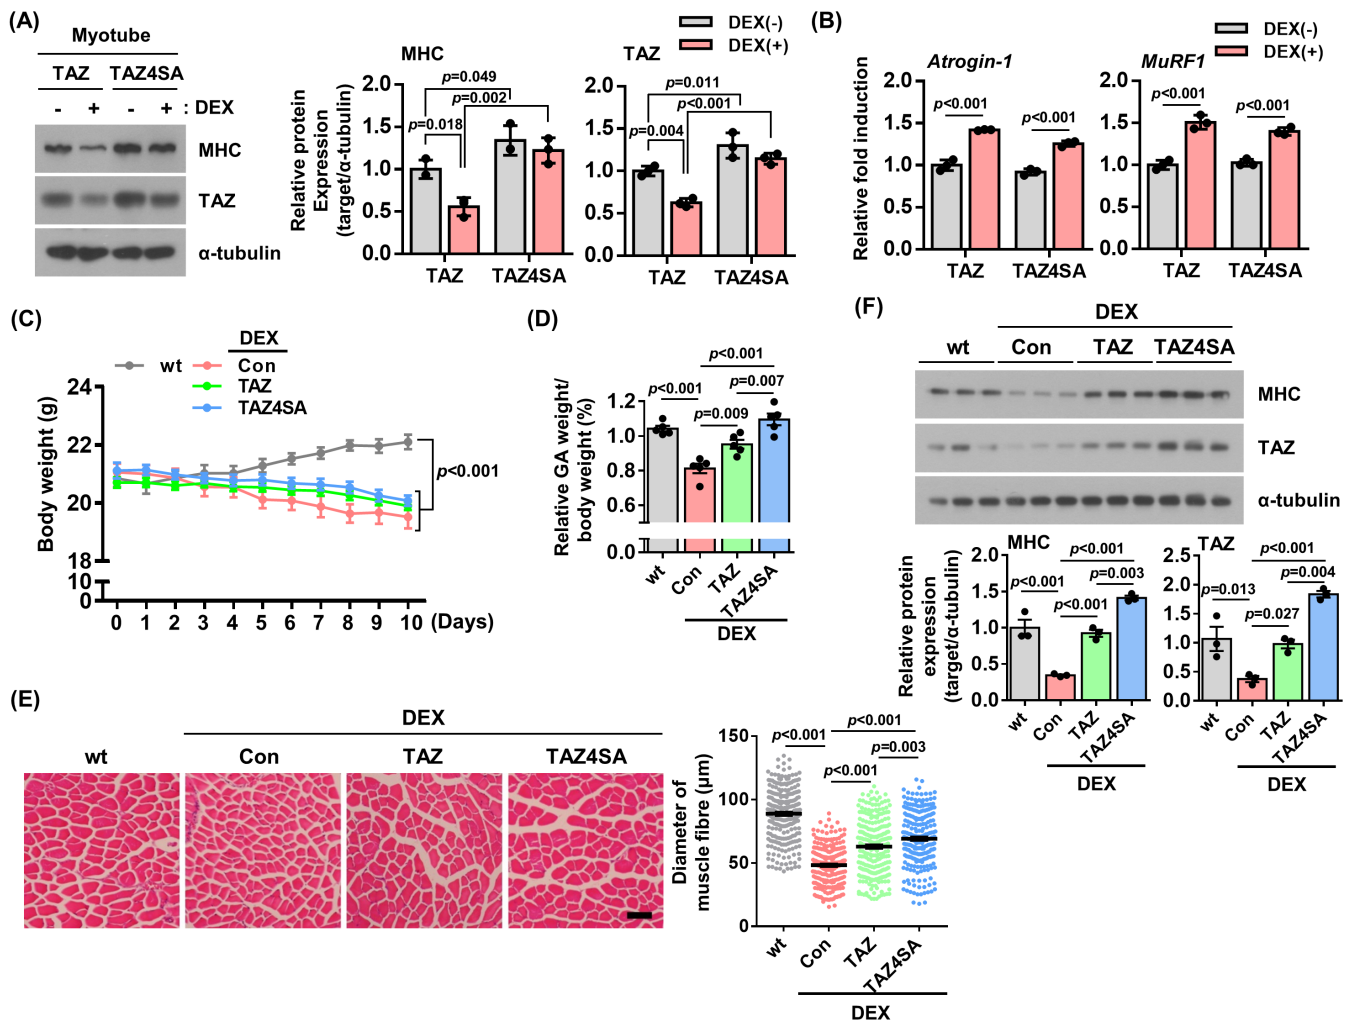 (A)
Myotube
TAZ TAZ4SA
- + - + : DEX
MHC
TAZ
α-tubulin
DEX(-)
DEX(+)
Relative protein
Expression
(target/α-tubulin)
MHC
2.0
1.5
1.0
0.5
0.0
p=0.049
p=0.002
p=0.018
TAZ TAZ4SA
TAZ
2.0
1.5
1.0
0.5
0.0
p=0.011
p<0.001
p=0.004
TAZ TAZ4SA
(B)
DEX(-)
DEX(+)
Relative fold induction
Atrogin-1
2.0
1.5
1.0
0.5
0.0
p<0.001
p<0.001
TAZ TAZ4SA
MuRF1
2.0
1.5
1.0
0.5
0.0
p<0.001
p<0.001
TAZ TAZ4SA
(C)
DEX
wt Con
TAZ
TAZ4SA
Body weight (g)
24
22
20
18
10
0
p<0.001
0 1 2 3 4 5 6 7 8 9 10 (Days)
(D)
Relative GA weight/
body weight (%)
1.2
1.0
0.8
0.6
0.0
p<0.001
p<0.001
p=0.007
p=0.009
wt Con TAZ TAZ4SA
DEX
(E)
DEX
wt Con TAZ TAZ4SA
Diameter of
muscle fibre (μm)
150
100
50
0
p<0.001
p<0.001
p=0.003
p<0.001
wt Con TAZ TAZ4SA
DEX
(F)
DEX
wt Con TAZ TAZ4SA
MHC
TAZ
α-tubulin
Relative protein
expression
(target/α-tubulin)
MHC
2.0
1.5
1.0
0.5
0.0
p<0.001
p<0.001
p=0.003
p<0.001
wt Con TAZ TAZ4SA
DEX
TAZ
2.5
2.0
1.5
1.0
0.5
0.0
p<0.001
p=0.004
p=0.013
p=0.027
wt Con TAZ TAZ4SA
DEX